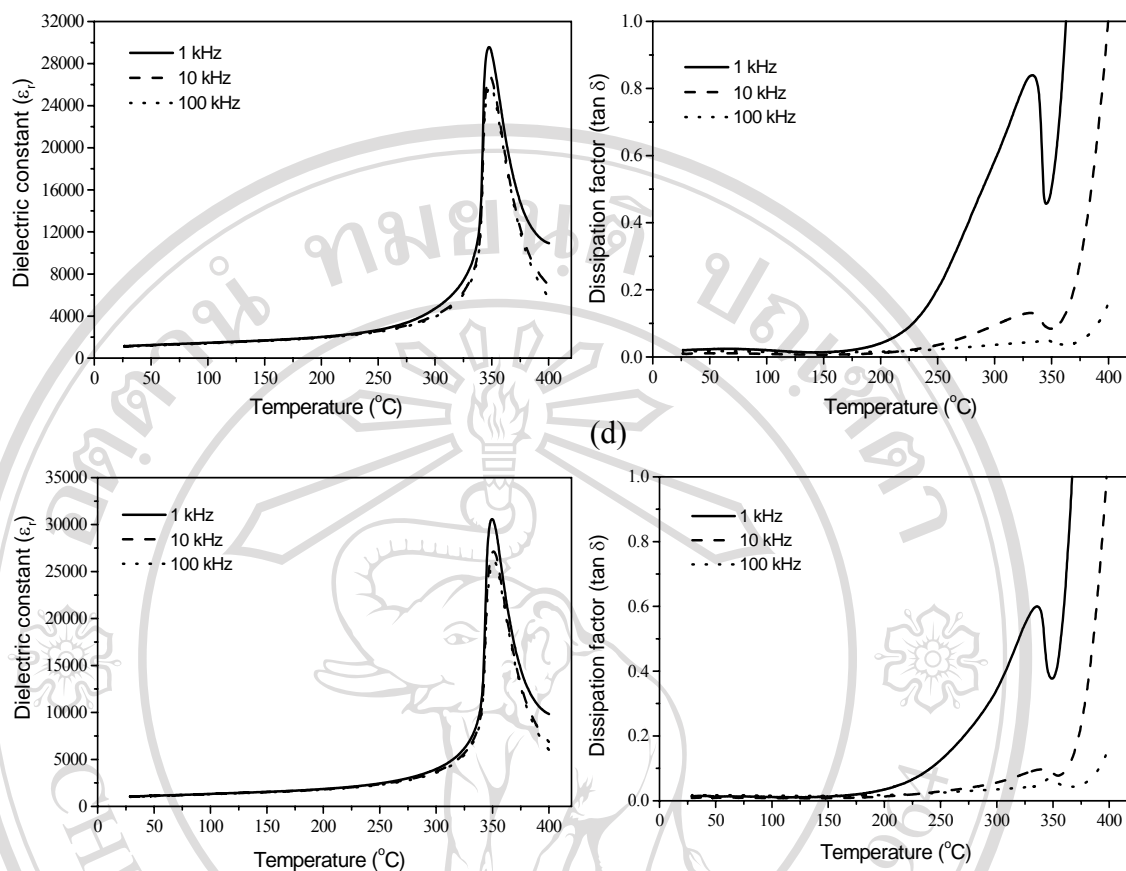 Dielectric constant (εr)
32000
28000
24000
20000
16000
12000
8000
4000
0
1 kHz
10 kHz
100 kHz
0 50 100 150 200 250 300 350 400
Temperature (°C)
Dissipation factor (tan δ)
1.0
0.8
0.6
0.4
0.2
0.0
1 kHz
10 kHz
100 kHz
0 50 100 150 200 250 300 350 400
Temperature (°C)
(d)
Dielectric constant (εr)
35000
30000
25000
20000
15000
10000
5000
0
1 kHz
10 kHz
100 kHz
0 50 100 150 200 250 300 350 400
Temperature (°C)
Dissipation factor (tan δ)
1.0
0.8
0.6
0.4
0.2
0.0
1 kHz
10 kHz
100 kHz
0 50 100 150 200 250 300 350 400
Temperature (°C)